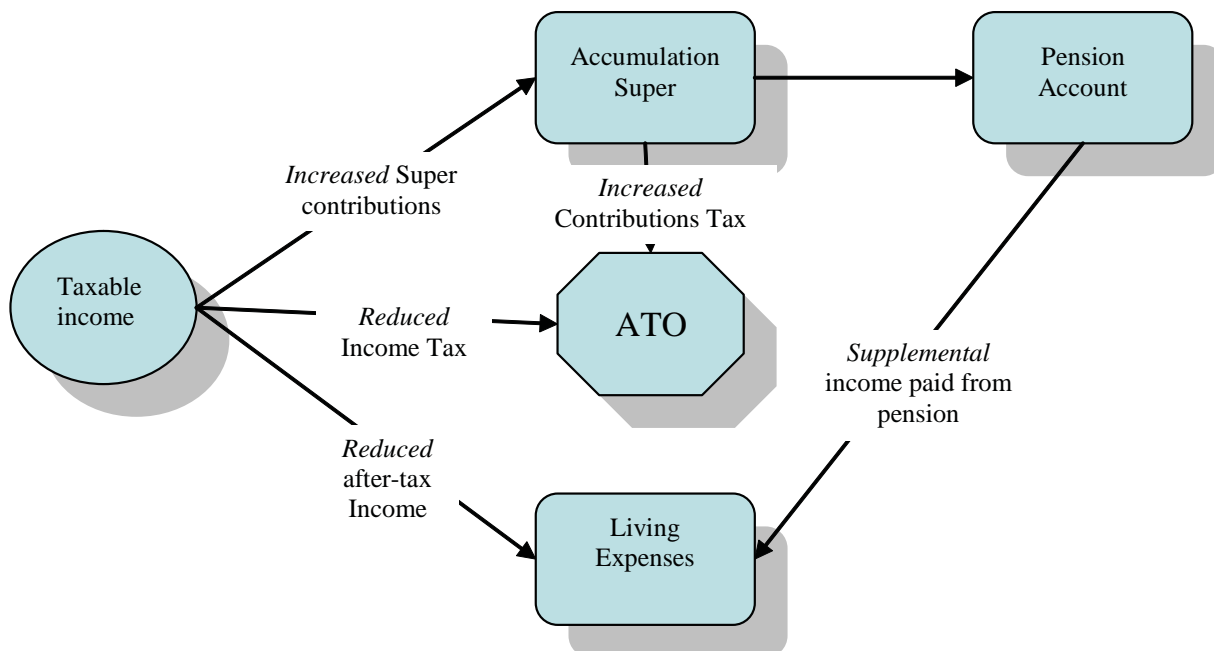 Accumulation
Super
Pension
Account
Increased Super
contributions
Increased
Contributions Tax
Taxable
income
Reduced
Income Tax
ATO
Supplemental
income paid from
pension
Reduced
after-tax
Income
Living
Expenses